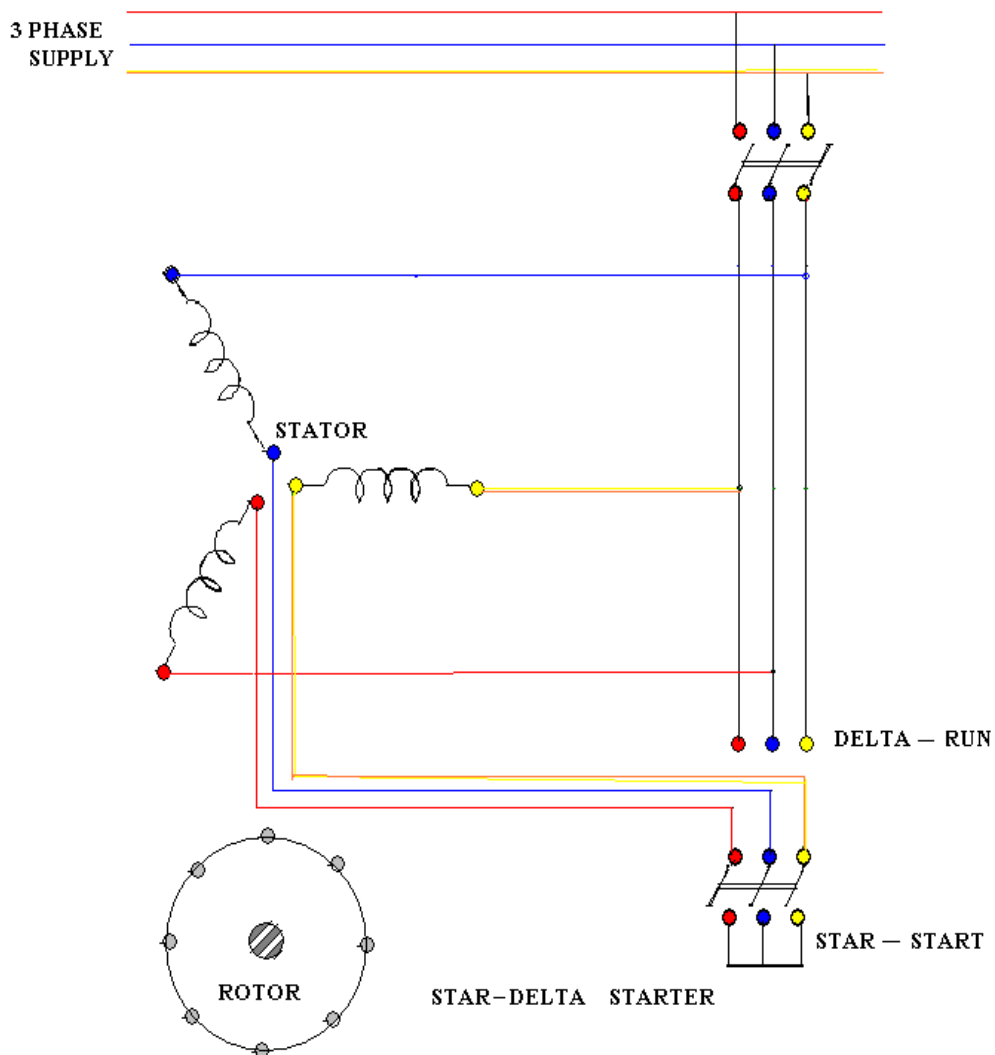 3 PHASE
SUPPLY
STATOR
DELTA – RUN
STAR – START
ROTOR
STAR-DELTA STARTER